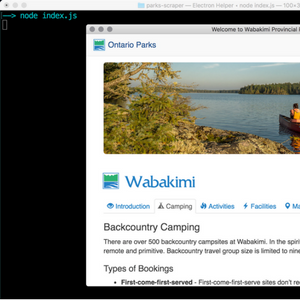 parks-scraper — Electron Helper • node index.js — 100×
—–> node index.js
Welcome to Wabakimi Provincial
Ontario Parks
Wabakimi
Introduction Camping Activities Facilities
Backcountry Camping
There are over 500 backcountry campsites at Wabakimi. In the spiri
remote and primitive. Backcountry travel group size is limited to nine
Types of Bookings
• First-come-first-served - First-come-first-serve sites don't re